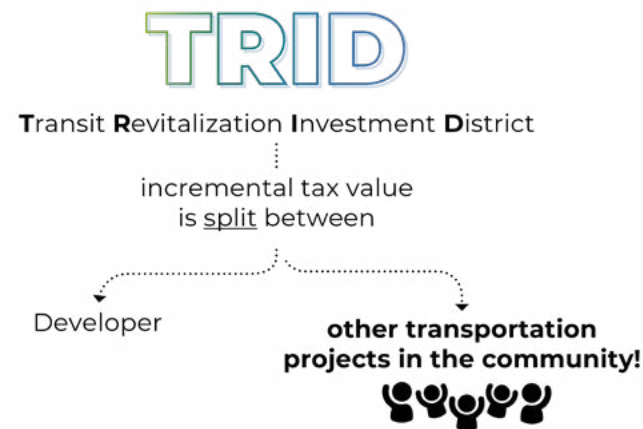 TRID
Transit Revitalization Investment District
incremental tax value
is split between
Developer
other transportation
projects in the community!